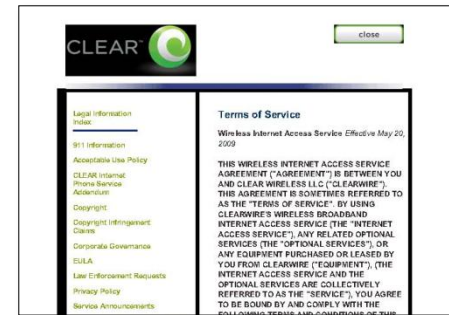 CLEAR
close
Legal Information
Index
911 Information
Acceptable Use Policy
CLEAR Internet
Phone Service
Addendum
Copyright
Copyright Infringement
Claims
Corporate Governance
EULA
Law Enforcement Requests
Privacy Policy
Service Announcements
Terms of Service
Wireless Internet Access Service Effective May 20,
2009
THIS WIRELESS INTERNET ACCESS SERVICE
AGREEMENT ("AGREEMENT") IS BETWEEN YOU
AND CLEAR WIRELESS LLC ("CLEARWIRE").
THIS AGREEMENT IS SOMETIMES REFERRED TO
AS THE "TERMS OF SERVICE". BY USING
CLEARWIRE'S WIRELESS BROADBAND
INTERNET ACCESS SERVICE (THE "INTERNET
ACCESS SERVICE"), ANY RELATED OPTIONAL
SERVICES (THE "OPTIONAL SERVICES"), OR
ANY EQUIPMENT PURCHASED OR LEASED BY
YOU FROM CLEARWIRE ("EQUIPMENT"), (THE
INTERNET ACCESS SERVICE AND THE
OPTIONAL SERVICES ARE COLLECTIVELY
REFERRED TO AS THE "SERVICE"), YOU AGREE
TO BE BOUND BY AND COMPLY WITH THE
FOLLOWING TERMS AND CONDITIONS OF THIS